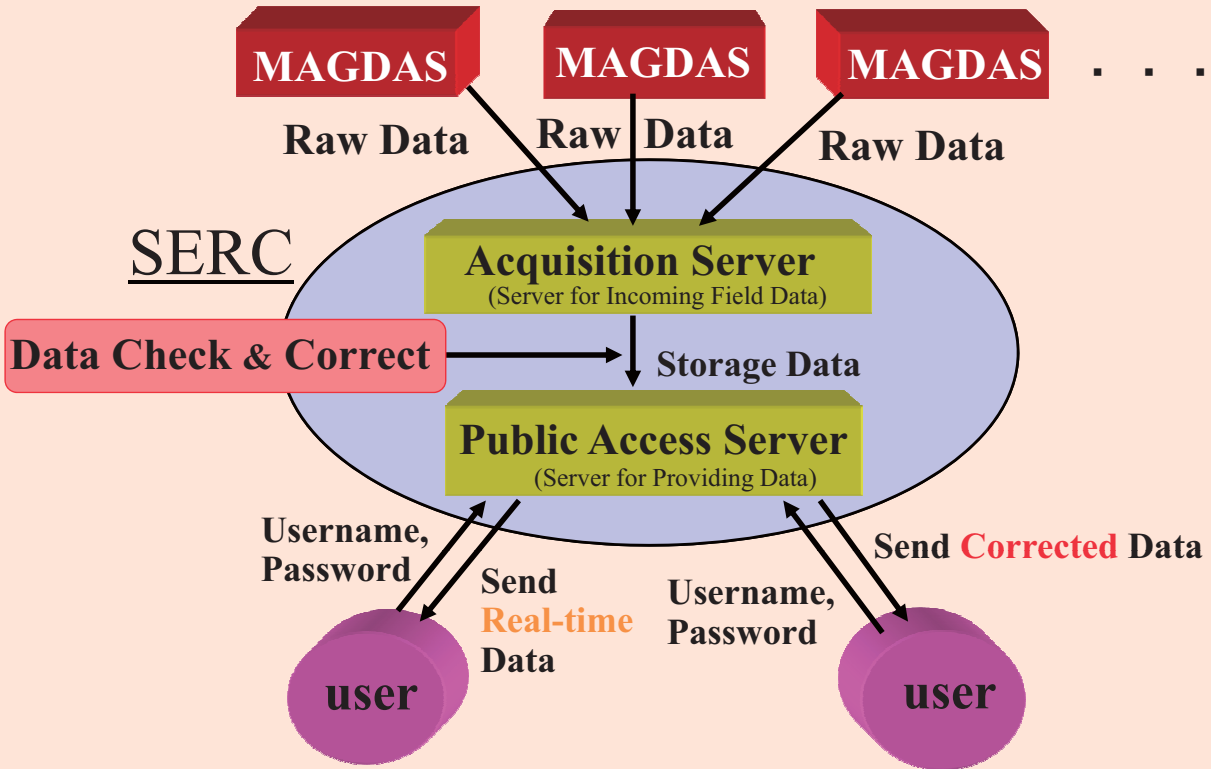 MAGDAS
MAGDAS
MAGDAS
. . .
Raw Data
Raw Data
Raw Data
SERC
Acquisition Server
(Server for Incoming Field Data)
Data Check & Correct
Storage Data
Public Access Server
(Server for Providing Data)
Username,
Password
Send
Real-time
Data
Username,
Password
Send Corrected Data
user
user